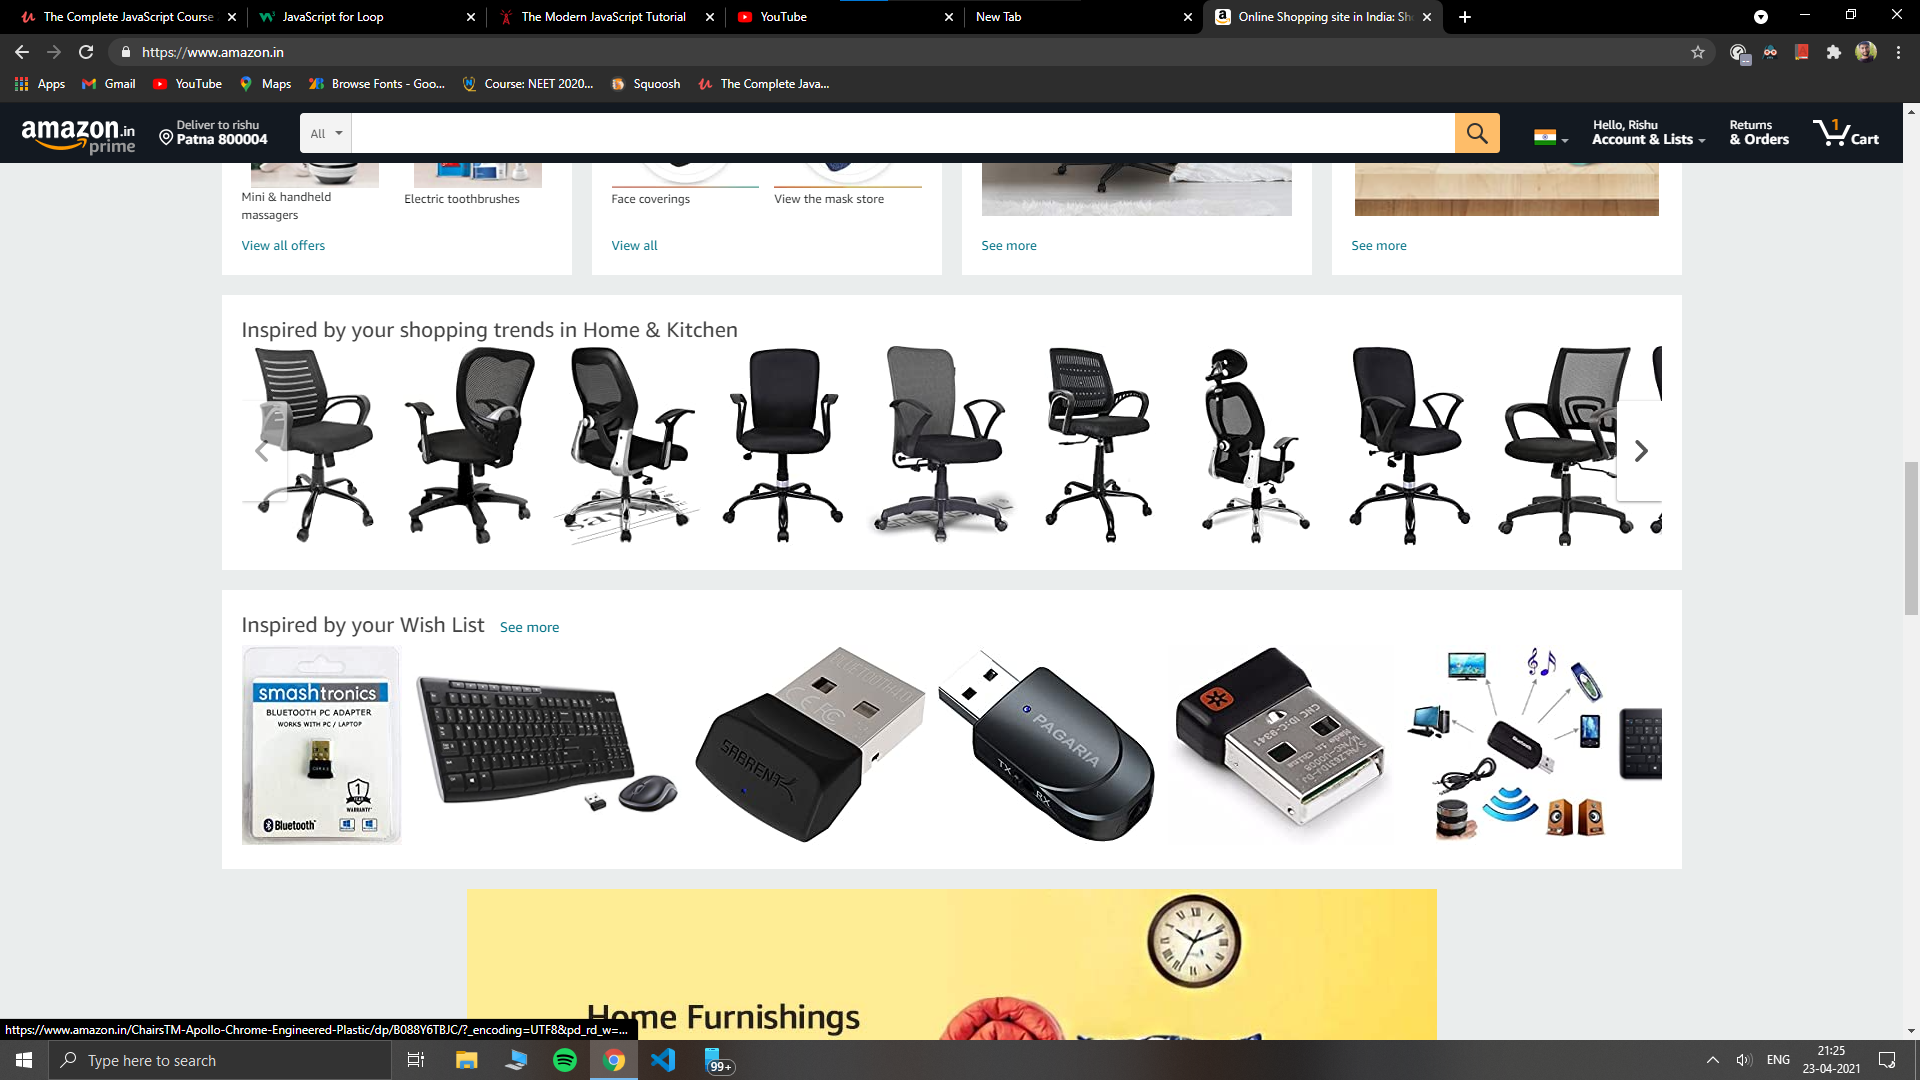 The Complete JavaScript Course
JavaScript for Loop
The Modern JavaScript Tutorial
YouTube
New Tab
Online Shopping site in India: Sh
https://www.amazon.in
Apps
Gmail
YouTube
Maps
Browse Fonts - Goo...
Course: NEET 2020...
Squoosh
The Complete Java...
amazon.in
prime
Deliver to rishu
Patna 800004
All
Hello, Rishu
Account & Lists
Returns
& Orders
1
Cart
Mini & handheld
massagers
Electric toothbrushes
Face coverings
View the mask store
View all offers
View all
See more
See more
Inspired by your shopping trends in Home & Kitchen
Inspired by your Wish List See more
smashtronics
BLUETOOTH PC ADAPTER
WORKS WITH PC / LAPTOP
1
WARRANTY*
Bluetooth
SABRENT
PAGARIA
TX
RX
CNC ID:C-9341
Made in China
Home Furnishings
https://www.amazon.in/ChairsTM-Apollo-Chrome-Engineered-Plastic/dp/B088Y6TBJC/?_encoding=UTF8&pd_rd_w=...
Type here to search
99+
ENG
21:25
23-04-2021